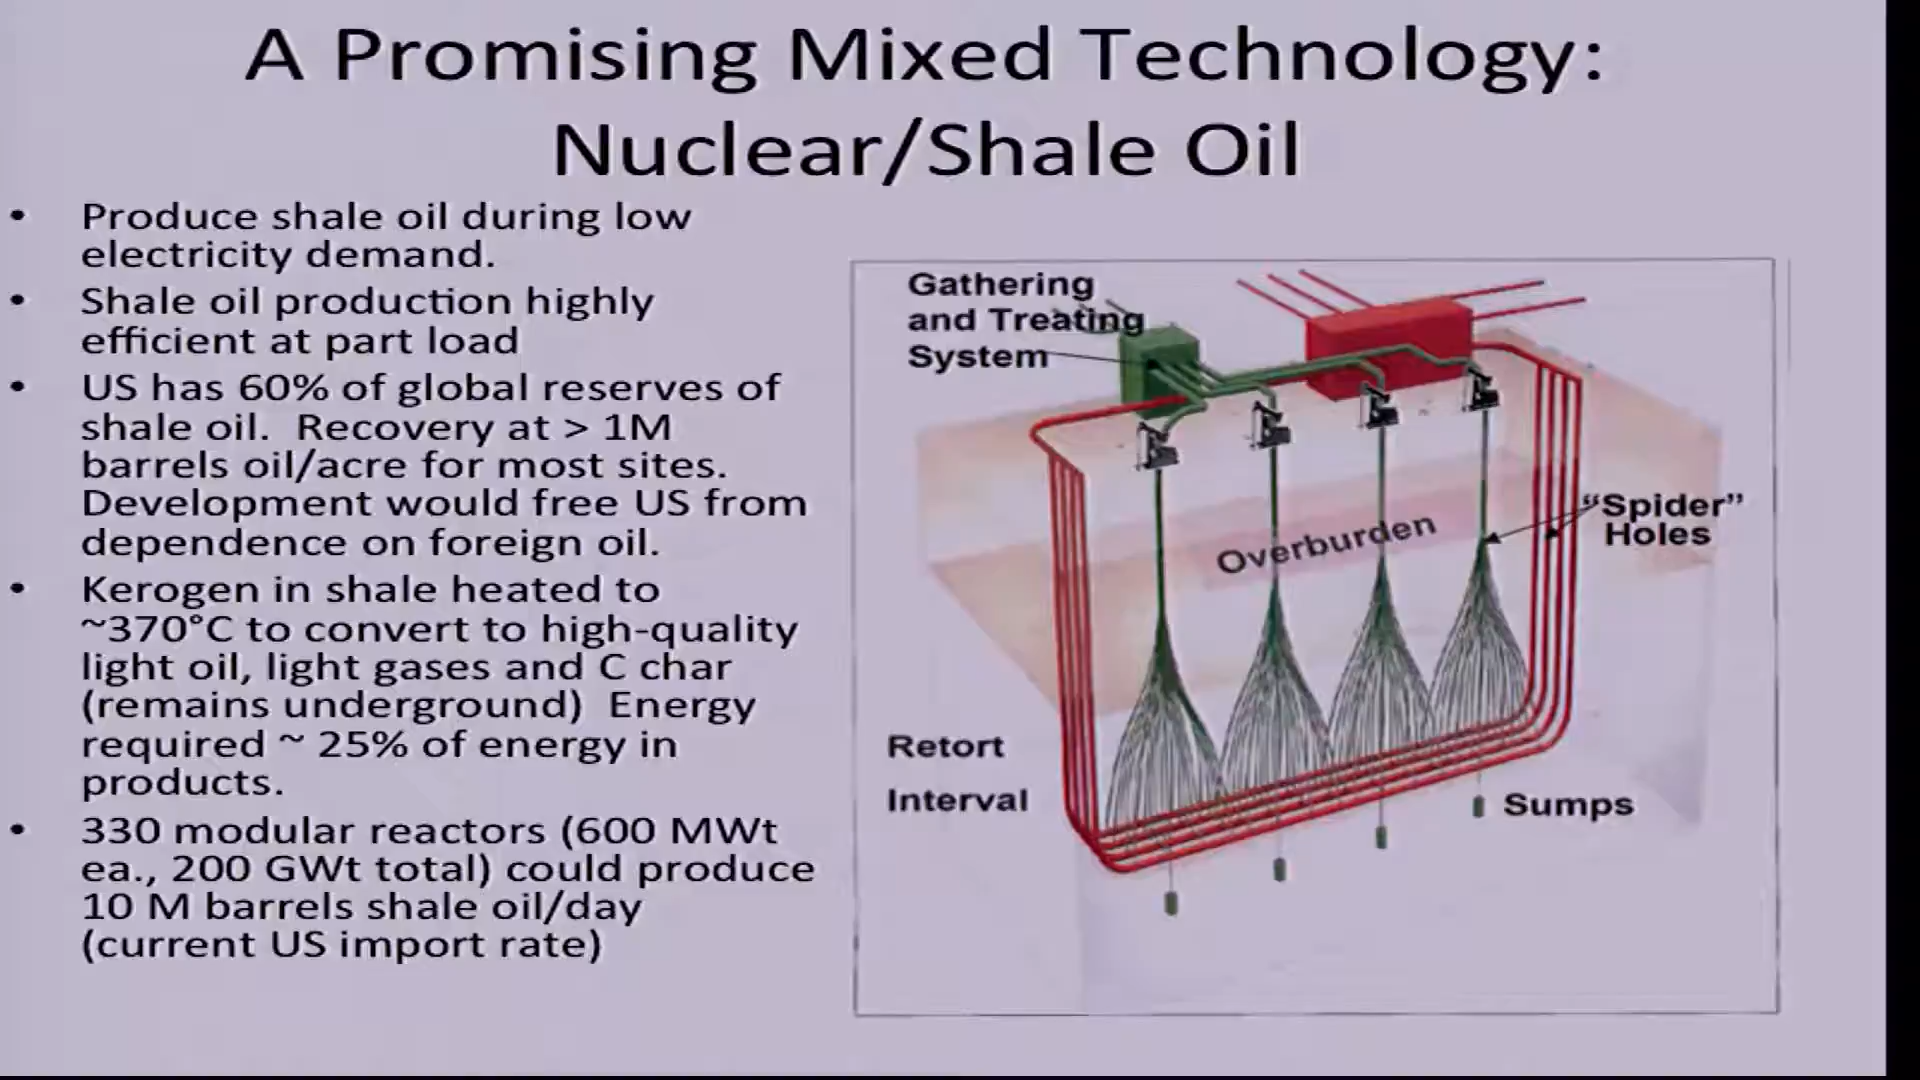 A Promising Mixed Technology:
Nuclear/Shale Oil
• Produce shale oil during low
electricity demand.
• Shale oil production highly
efficient at part load
• US has 60% of global reserves of
shale oil.  Recovery at > 1M
barrels oil/acre for most sites.
Development would free US from
dependence on foreign oil.
• Kerogen in shale heated to
~370°C to convert to high-quality
light oil, light gases and C char
(remains underground)  Energy
required ~ 25% of energy in
products.
• 330 modular reactors (600 MWt
ea., 200 GWt total) could produce
10 M barrels shale oil/day
(current US import rate)
Gathering
and Treating
System
Overburden
“Spider”
Holes
Retort
Interval
Sumps